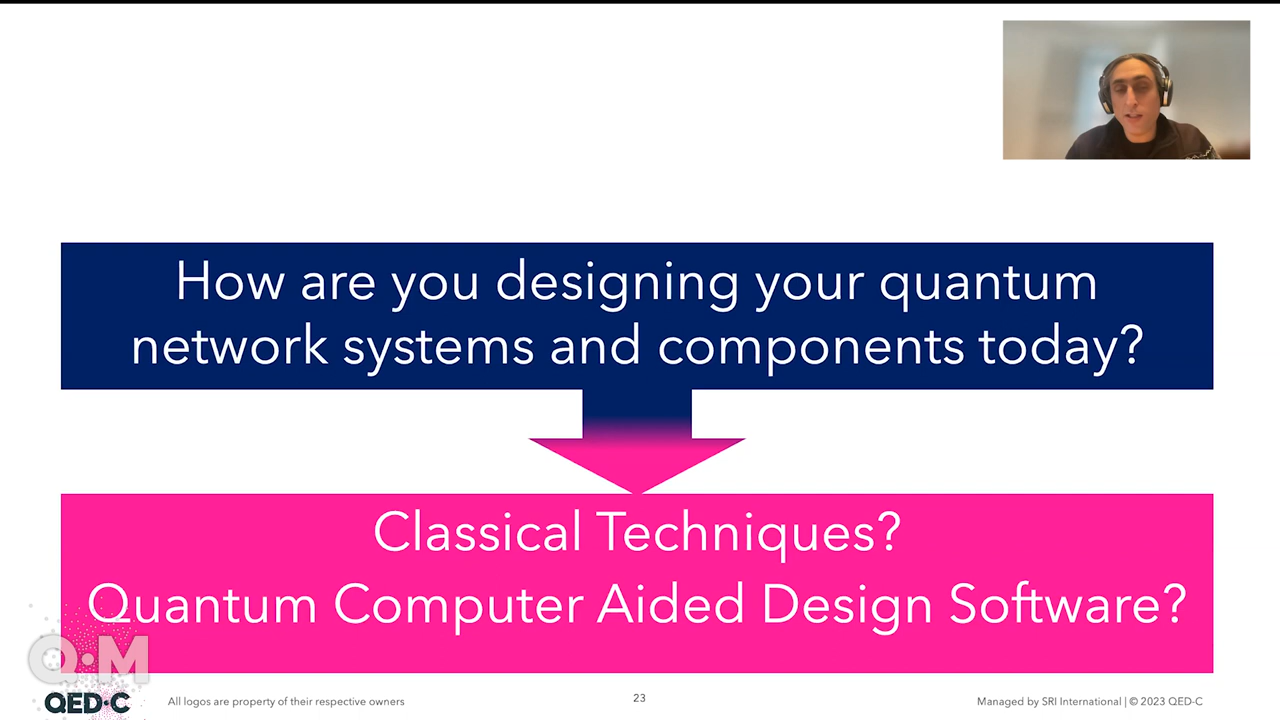 How are you designing your quantum
network systems and components today?
Classical Techniques?
Quantum Computer Aided Design Software?
Q·M
QED·C
All logos are property of their respective owners
23
Managed by SRI International | © 2023 QED-C